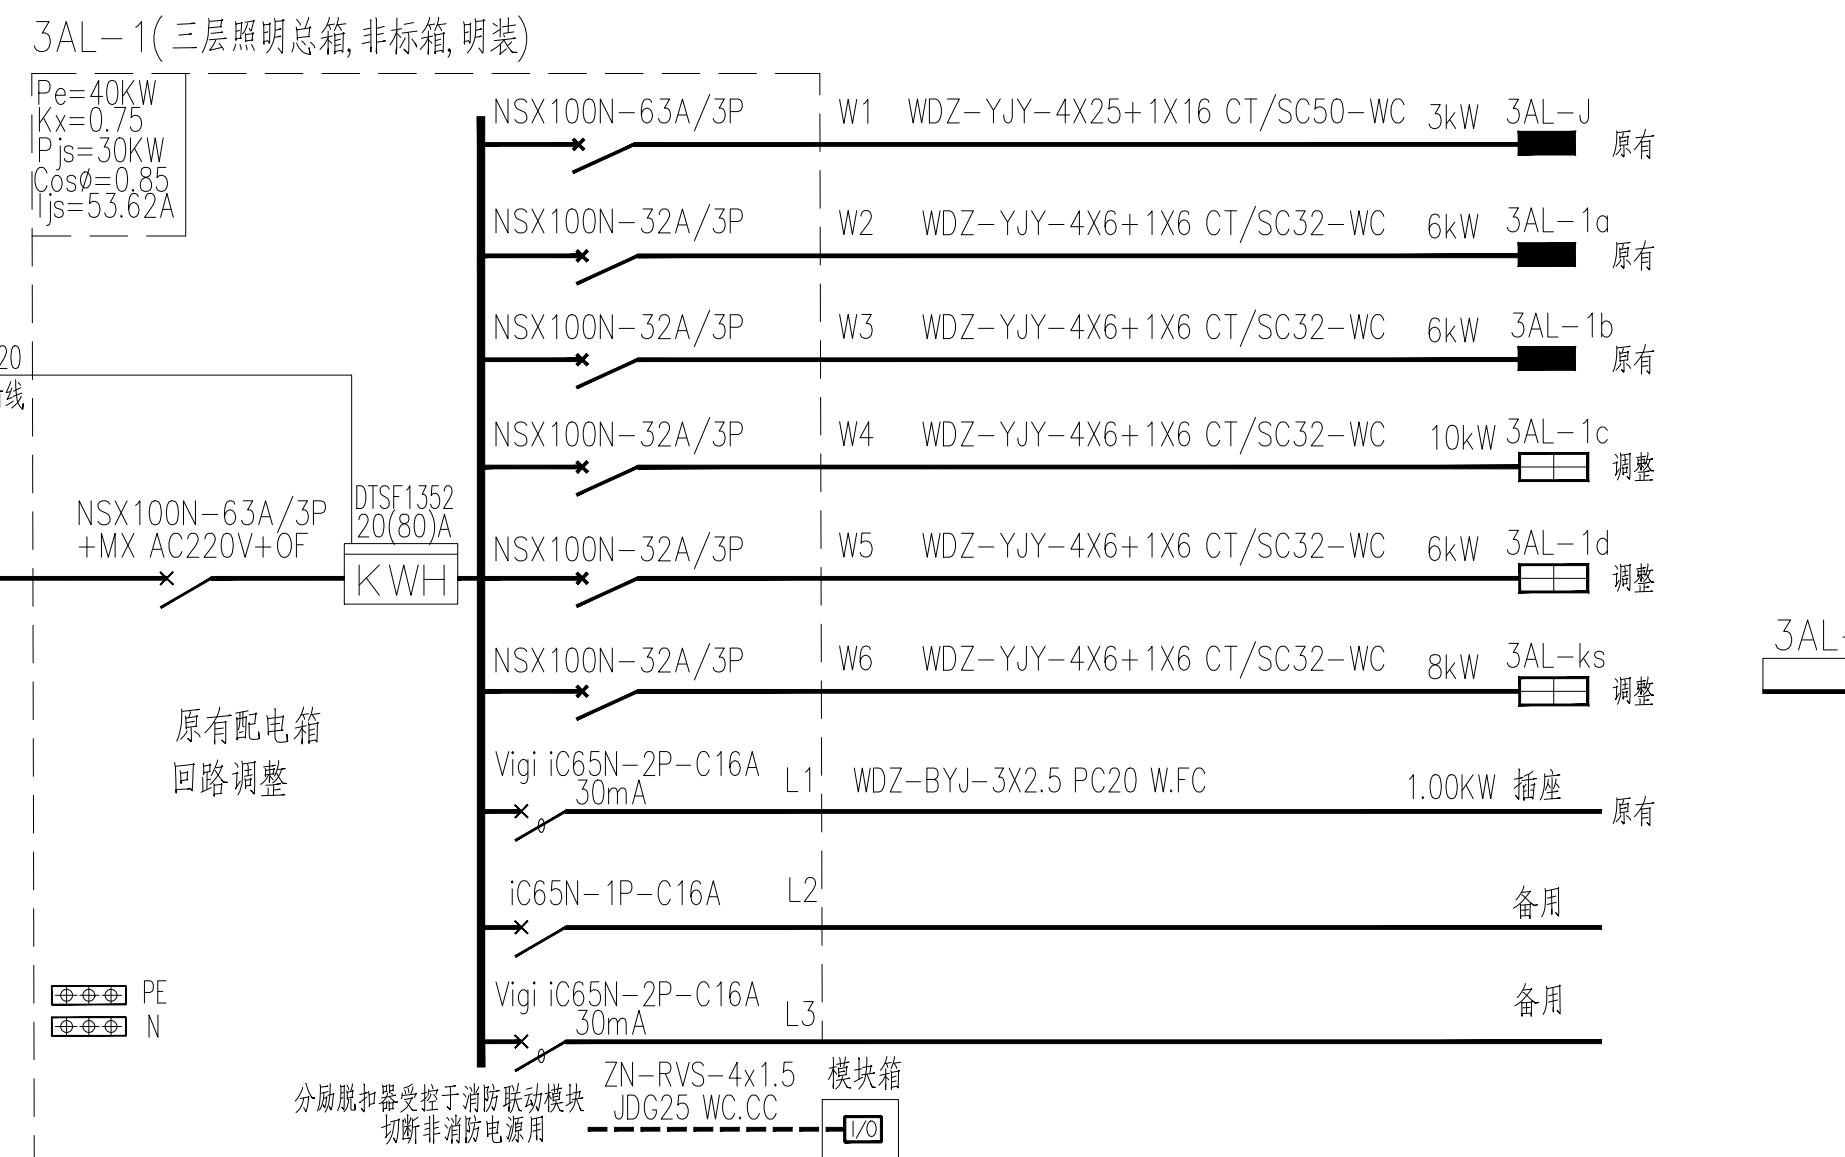 3AL-1(三层照明总箱,非标箱,明装)
Pe=40KW
Kx=0.75
Pjs=30KW
Cosø=0.85
Ijs=53.62A
NSX100N-63A/3P W1 WDZ-YJY-4X25+1X16 CT/SC50-WC 3kW 3AL-J
原有
NSX100N-32A/3P W2 WDZ-YJY-4X6+1X6 CT/SC32-WC 6kW 3AL-1a
原有
NSX100N-32A/3P W3 WDZ-YJY-4X6+1X6 CT/SC32-WC 6kW 3AL-1b
原有
20
线
NSX100N-32A/3P W4 WDZ-YJY-4X6+1X6 CT/SC32-WC 10kW 3AL-1c
调整
NSX100N-63A/3P
+MX AC220V+OF
DTSF1352
20(80)A
KWH
NSX100N-32A/3P W5 WDZ-YJY-4X6+1X6 CT/SC32-WC 6kW 3AL-1d
调整
NSX100N-32A/3P W6 WDZ-YJY-4X6+1X6 CT/SC32-WC 8kW 3AL-ks
调整
3AL-
原有配电箱
回路调整
Vigi iC65N-2P-C16A
30mA
L1 WDZ-BYJ-3X2.5 PC20 W.FC 1.00KW 插座
原有
iC65N-1P-C16A L2 备用
PE
N
Vigi iC65N-2P-C16A
30mA
L3 备用
分励脱扣器受控于消防联动模块
切断非消防电源用
ZN-RVS-4x1.5
JDG25 WC.CC
模块箱
I/O